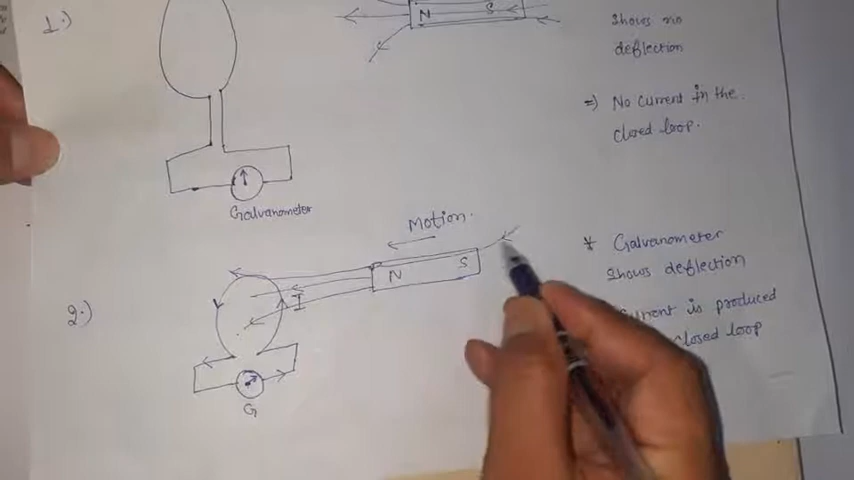 1.)
N S
Shows no
deflection
=) No current in the
closed loop.
Galvanometer
Motion.
2.)
N S
I
G
* Galvanometer
shows deflection
is produced
closed loop